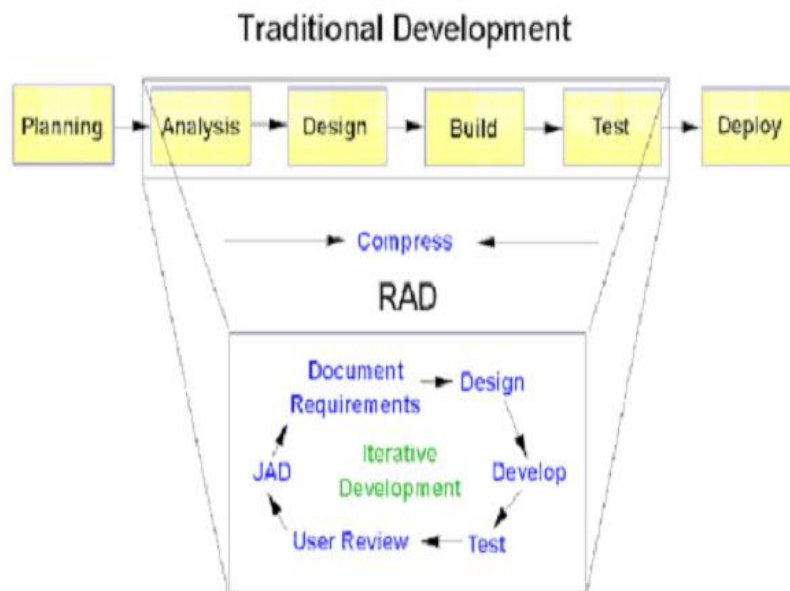 Traditional Development
Planning
Analysis
Design
Build
Test
Deploy
Compress
RAD
Document
Requirements
Design
JAD
Iterative
Development
Develop
User Review
Test